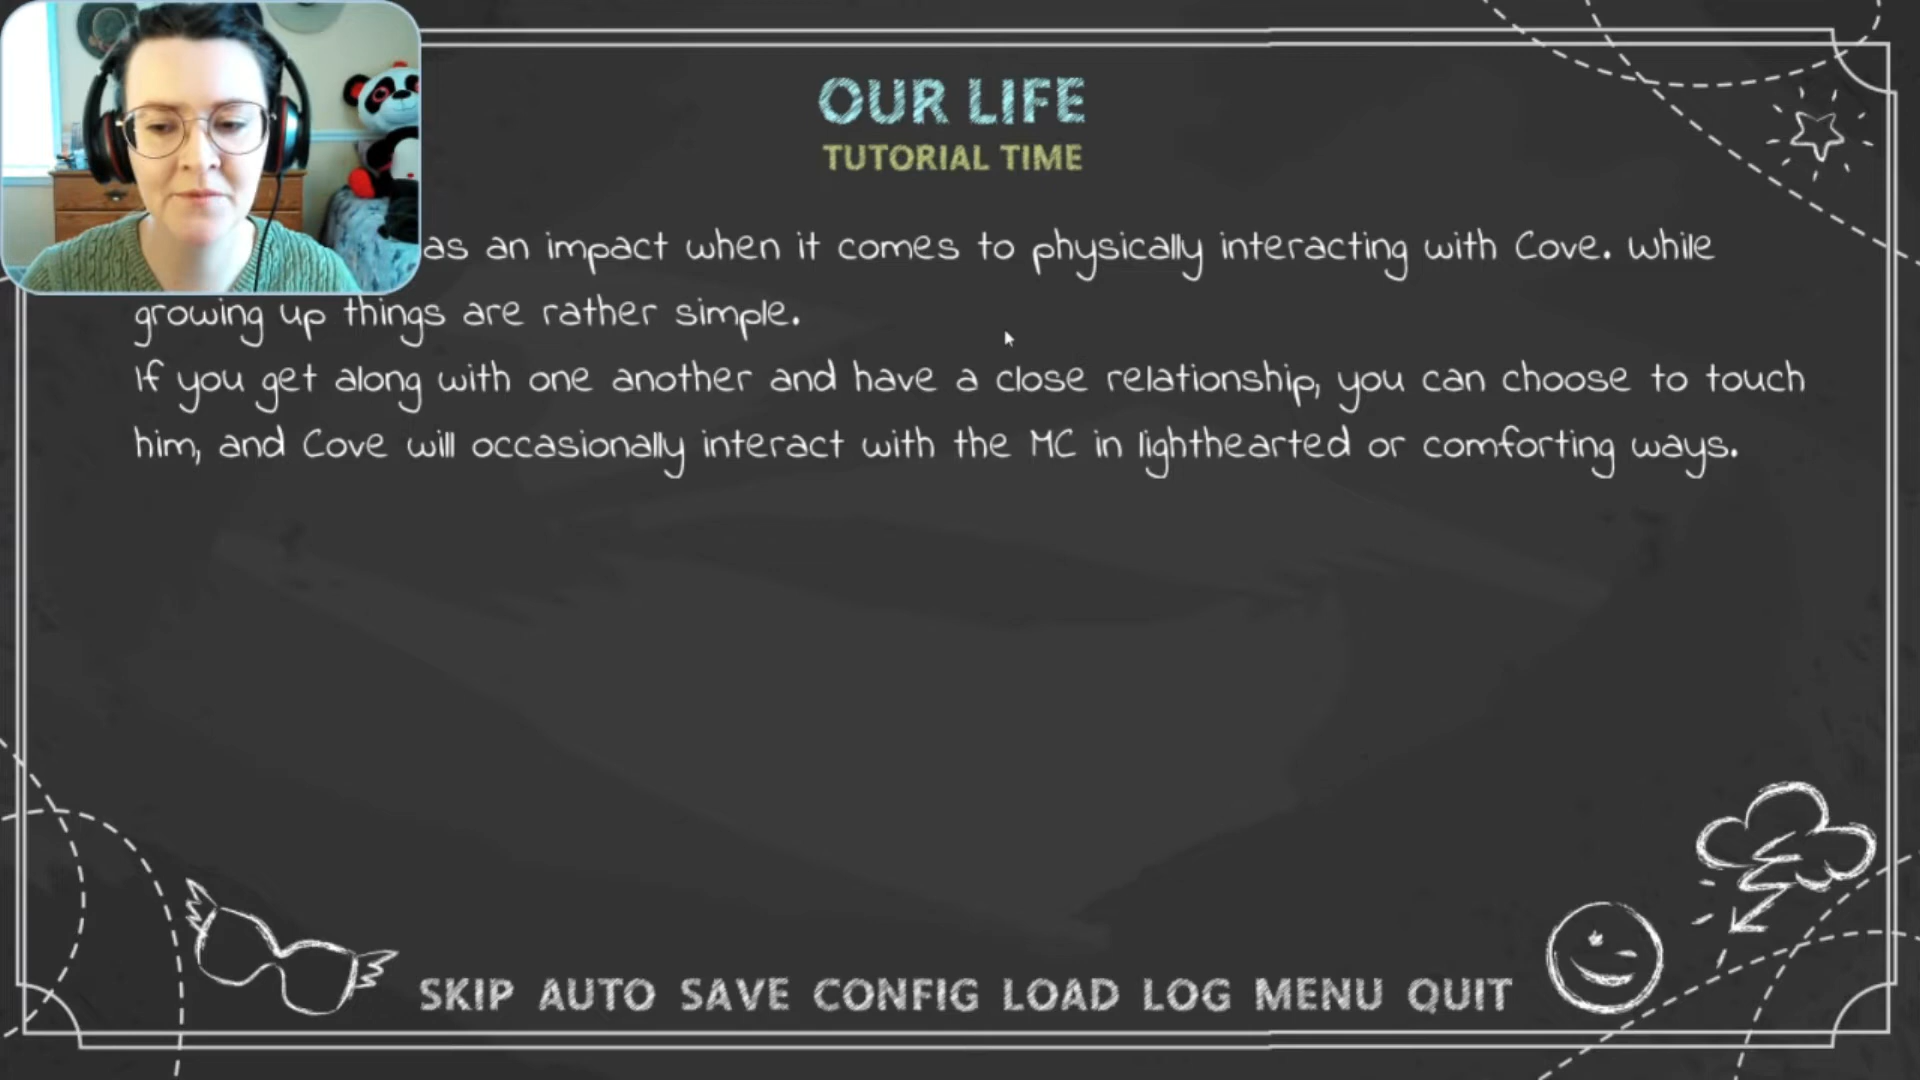 OUR LIFE
TUTORIAL TIME
as an impact when it comes to physically interacting with Cove. While
growing up things are rather simple.
If you get along with one another and have a close relationship, you can choose to touch
him, and Cove will occasionally interact with the MC in lighthearted or comforting ways.
SKIP AUTO SAVE CONFIG LOAD LOG MENU QUIT